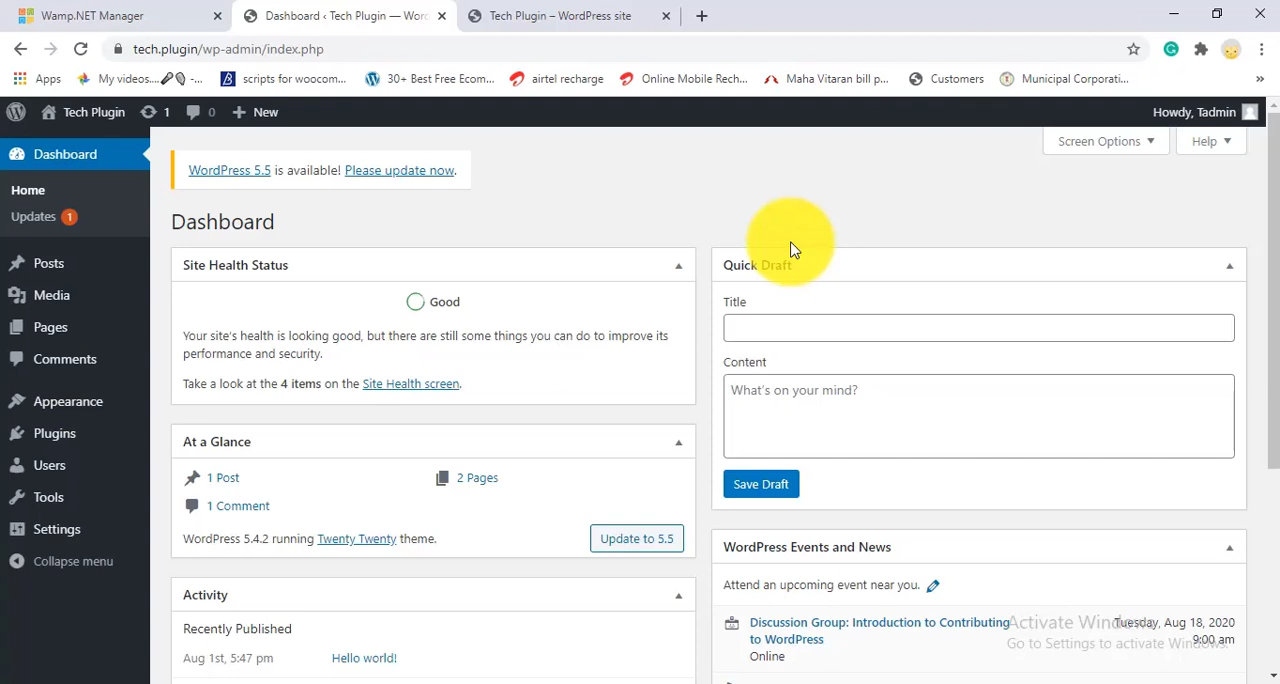 Wamp.NET Manager
Dashboard ‹ Tech Plugin — Word
Tech Plugin – WordPress site
tech.plugin/wp-admin/index.php
Apps
My videos....
scripts for woocom...
30+ Best Free Ecom...
airtel recharge
Online Mobile Rech...
Maha Vitaran bill p...
Customers
Municipal Corporati...
»
Tech Plugin
1
0
New
Howdy, Tadmin
Dashboard
Home
Updates 1
Posts
Media
Pages
Comments
Appearance
Plugins
Users
Tools
Settings
Collapse menu
Screen Options
Help
WordPress 5.5 is available! Please update now.
Dashboard
Site Health Status
Good
Your site's health is looking good, but there are still some things you can do to improve its
performance and security.
Take a look at the 4 items on the Site Health screen.
At a Glance
1 Post
2 Pages
1 Comment
WordPress 5.4.2 running Twenty Twenty theme.
Update to 5.5
Activity
Recently Published
Aug 1st, 5:47 pm
Hello world!
Quick Draft
Title
Content
What's on your mind?
Save Draft
WordPress Events and News
Attend an upcoming event near you.
Discussion Group: Introduction to Contributing
to WordPress
Online
Tuesday, Aug 18, 2020
9:00 am
Activate Windows
Go to Settings to activate Windows.